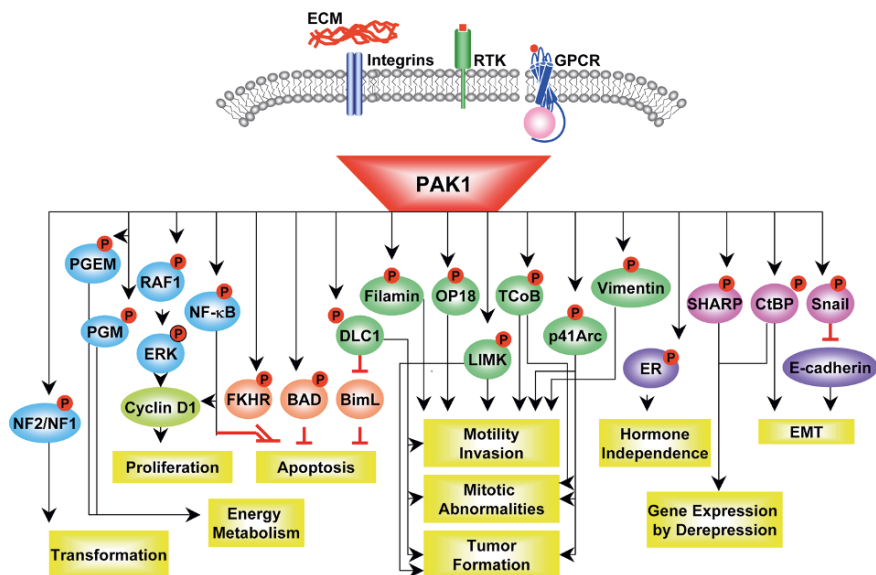 ECM
Integrins
RTK
GPCR
PAK1
P
PGEM
P
RAF1
P
NF-κB
P
PGM
P
ERK
Cyclin D1
P
NF2/NF1
P
FKHR
P
BAD
P
DLC1
BimL
P
Filamin
P
OP18
P
TCoB
P
LIMK
P
p41Arc
P
Vimentin
P
ER
P
SHARP
P
CtBP
P
Snail
E-cadherin
Proliferation
Apoptosis
Energy
Metabolism
Transformation
Motility
Invasion
Mitotic
Abnormalities
Tumor
Formation
Hormone
Independence
Gene Expression
by Derepression
EMT